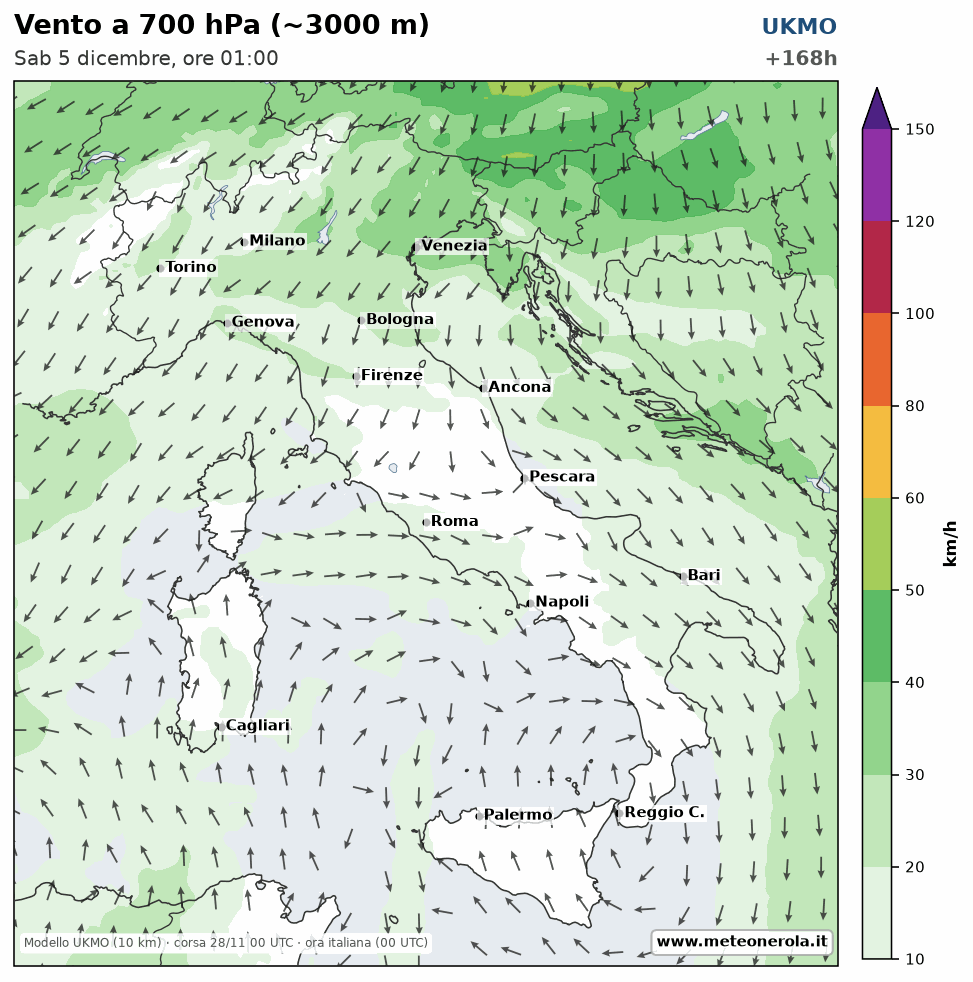 Vento a 700 hPa (~3000 m)
UKMO
Sab 5 dicembre, ore 01:00
+168h
150
120
100
80
60
50
40
30
20
10
km/h
Milano
Venezia
Torino
Genova
Bologna
Firenze
Ancona
Pescara
Roma
Bari
Napoli
Cagliari
Palermo
Reggio C.
Modello UKMO (10 km) · corsa 28/11 00 UTC · ora italiana (00 UTC)
www.meteonerola.it